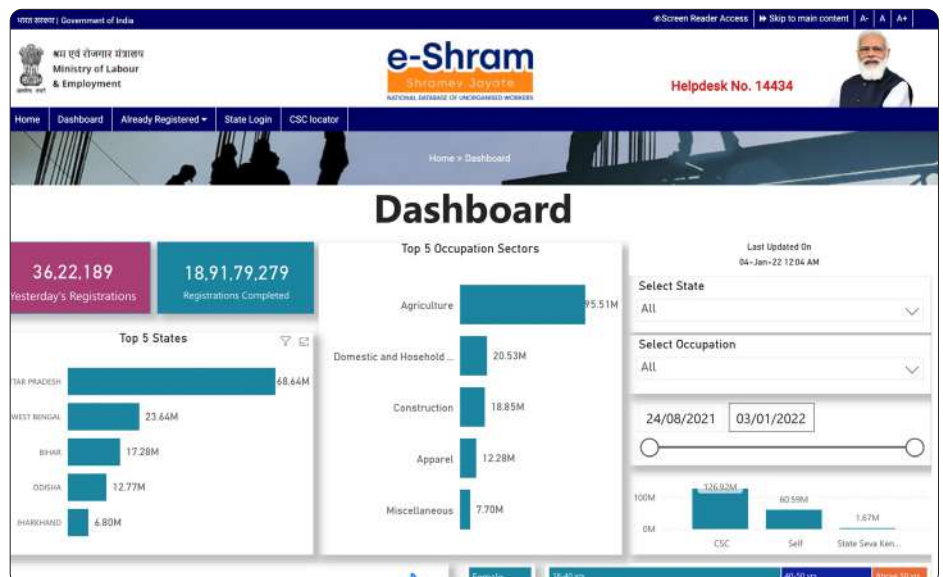 भारत सरकार | Government of India
Screen Reader Access
Skip to main content
A- A A+
श्रम एवं रोजगार मंत्रालय
Ministry of Labour
& Employment
e-Shram
Shramev Jayate
NATIONAL DATABASE OF UNORGANISED WORKERS
Helpdesk No. 14434
Home Dashboard Already Registered State Login CSC locator
Home > Dashboard
Dashboard
36,22,189
Yesterday's Registrations
18,91,79,279
Registrations Completed
Top 5 States
TAR PRADESH 68.64M
WEST BENGAL 23.64M
BIHAR 17.28M
ODISHA 12.77M
JHARKHAND 6.80M
Top 5 Occupation Sectors
Agriculture 95.51M
Domestic and Hosehold ... 20.53M
Construction 18.85M
Apparel 12.28M
Miscellaneous 7.70M
Last Updated On
04-Jan-22 12:04 AM
Select State
All
Select Occupation
All
24/08/2021 03/01/2022
100M
0M
126.92M 60.59M 1.67M
CSC Self State Seva Ken...
Female 18-40 yrs 40-50 yrs Above 50 yrs